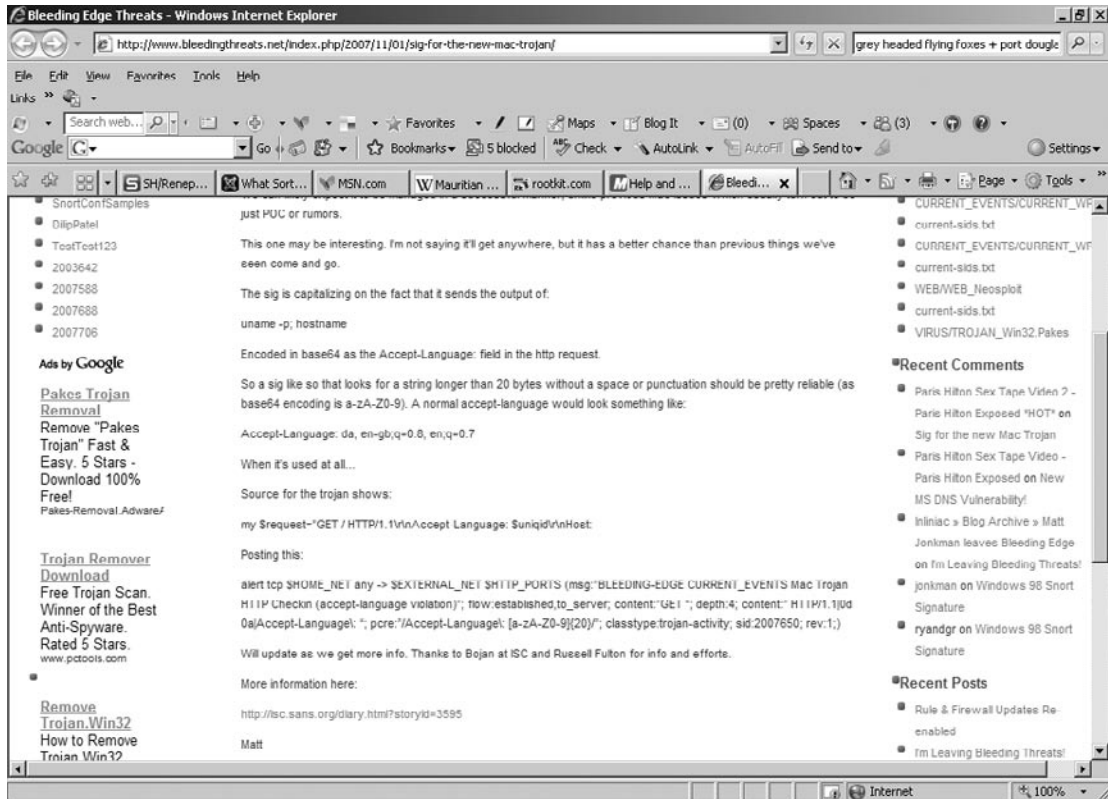 Bleeding Edge Threats - Windows Internet Explorer
http://www.bleedingthreats.net/index.php/2007/11/01/sig-for-the-new-mac-trojan/
grey headed flying foxes + port dougla
File Edit View Favorites Tools Help
Links »
Search web... Favorites Maps Blog It (0) Spaces (3)
Google G Go Bookmarks 5 blocked ABC Check AutoLink AutoFill Send to Settings
SH/Renep... What Sort... MSN.com Mauritian ... rootkit.com Help and ... Bleedi... x Page Tools »
SnortConfSamples
DilipPatel
TestTest123
2003642
2007588
2007688
2007706
Ads by Google
Pakes Trojan
Removal
Remove "Pakes
Trojan" Fast &
Easy. 5 Stars -
Download 100%
Free!
Pakes-Removal.AdwareA
Trojan Remover
Download
Free Trojan Scan.
Winner of the Best
Anti-Spyware.
Rated 5 Stars.
www.pctools.com
Remove
Trojan.Win32
How to Remove
Trojan.Win32
just POC or rumors.
This one may be interesting. I'm not saying it'll get anywhere, but it has a better chance than previous things we've
seen come and go.
The sig is capitalizing on the fact that it sends the output of:
uname -p; hostname
Encoded in base64 as the Accept-Language: field in the http request.
So a sig like so that looks for a string longer than 20 bytes without a space or punctuation should be pretty reliable (as
base64 encoding is a-zA-Z0-9). A normal accept-language would look something like:
Accept-Language: da, en-gb;q=0.8, en;q=0.7
When it's used at all...
Source for the trojan shows:
my $request="GET / HTTP/1.1\r\nAccept-Language: $uniqid\r\nHost:
Posting this:
alert tcp $HOME_NET any -> $EXTERNAL_NET $HTTP_PORTS (msg:"BLEEDING-EDGE CURRENT_EVENTS Mac Trojan
HTTP Checkin (accept-language violation)"; flow:established,to_server; content:"GET "; depth:4; content:" HTTP/1.1|0d
0a|Accept-Language\: "; pcre:"/Accept-Language\: [a-zA-Z0-9]{20}/"; classtype:trojan-activity; sid:2007650; rev:1;)
Will update as we get more info. Thanks to Bojan at ISC and Russell Fulton for info and efforts.
More information here:
http://isc.sans.org/diary.html?storyid=3595
Matt
CURRENT_EVENTS/CURRENT_WF
current-sids.txt
CURRENT_EVENTS/CURRENT_WF
current-sids.txt
WEB/WEB_Neosploit
current-sids.txt
VIRUS/TROJAN_Win32.Pakes
Recent Comments
Paris Hilton Sex Tape Video 2 -
Paris Hilton Exposed *HOT* on
Sig for the new Mac Trojan
Paris Hilton Sex Tape Video -
Paris Hilton Exposed on New
MS DNS Vulnerability!
Inliniac » Blog Archive » Matt
Jonkman leaves Bleeding Edge
on I'm Leaving Bleeding Threats!
jonkman on Windows 98 Snort
Signature
ryandgr on Windows 98 Snort
Signature
Recent Posts
Rule & Firewall Updates Re-
enabled
I'm Leaving Bleeding Threats!
Internet 100%